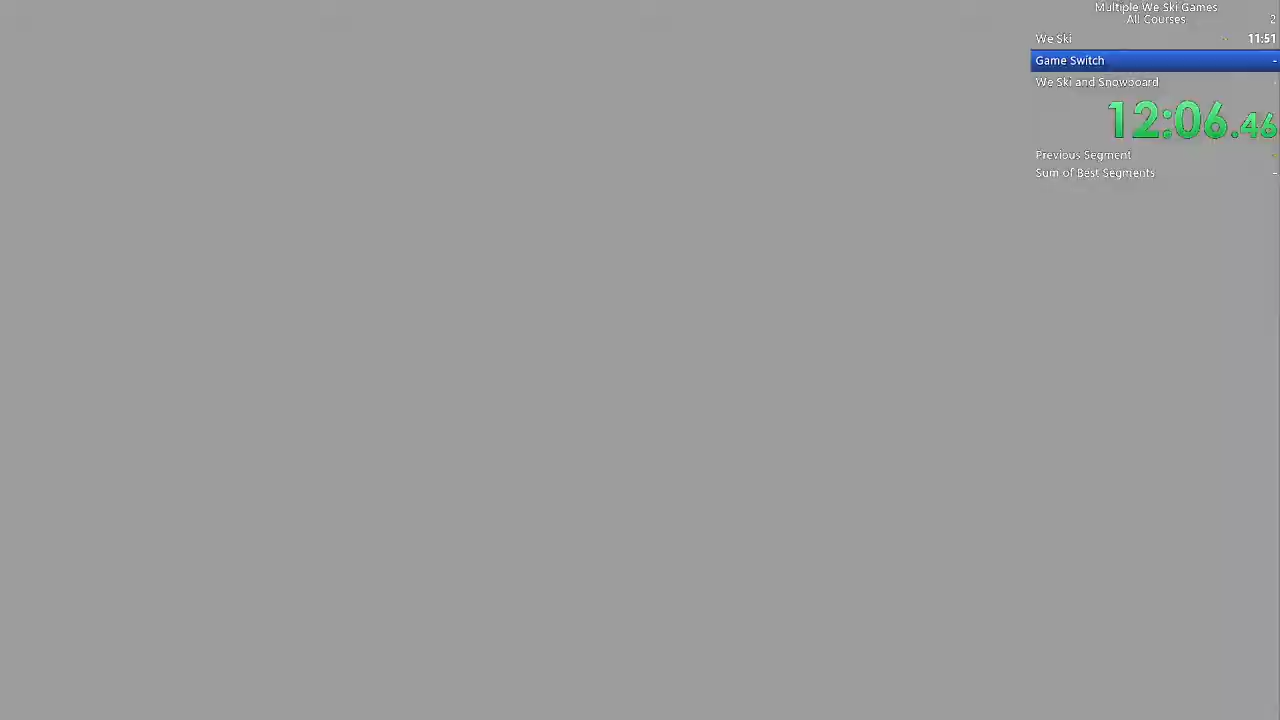 Multiple We Ski Games
All Courses 2
We Ski - 11:51
Game Switch -
We Ski and Snowboard -
12:06.46
Previous Segment -
Sum of Best Segments -